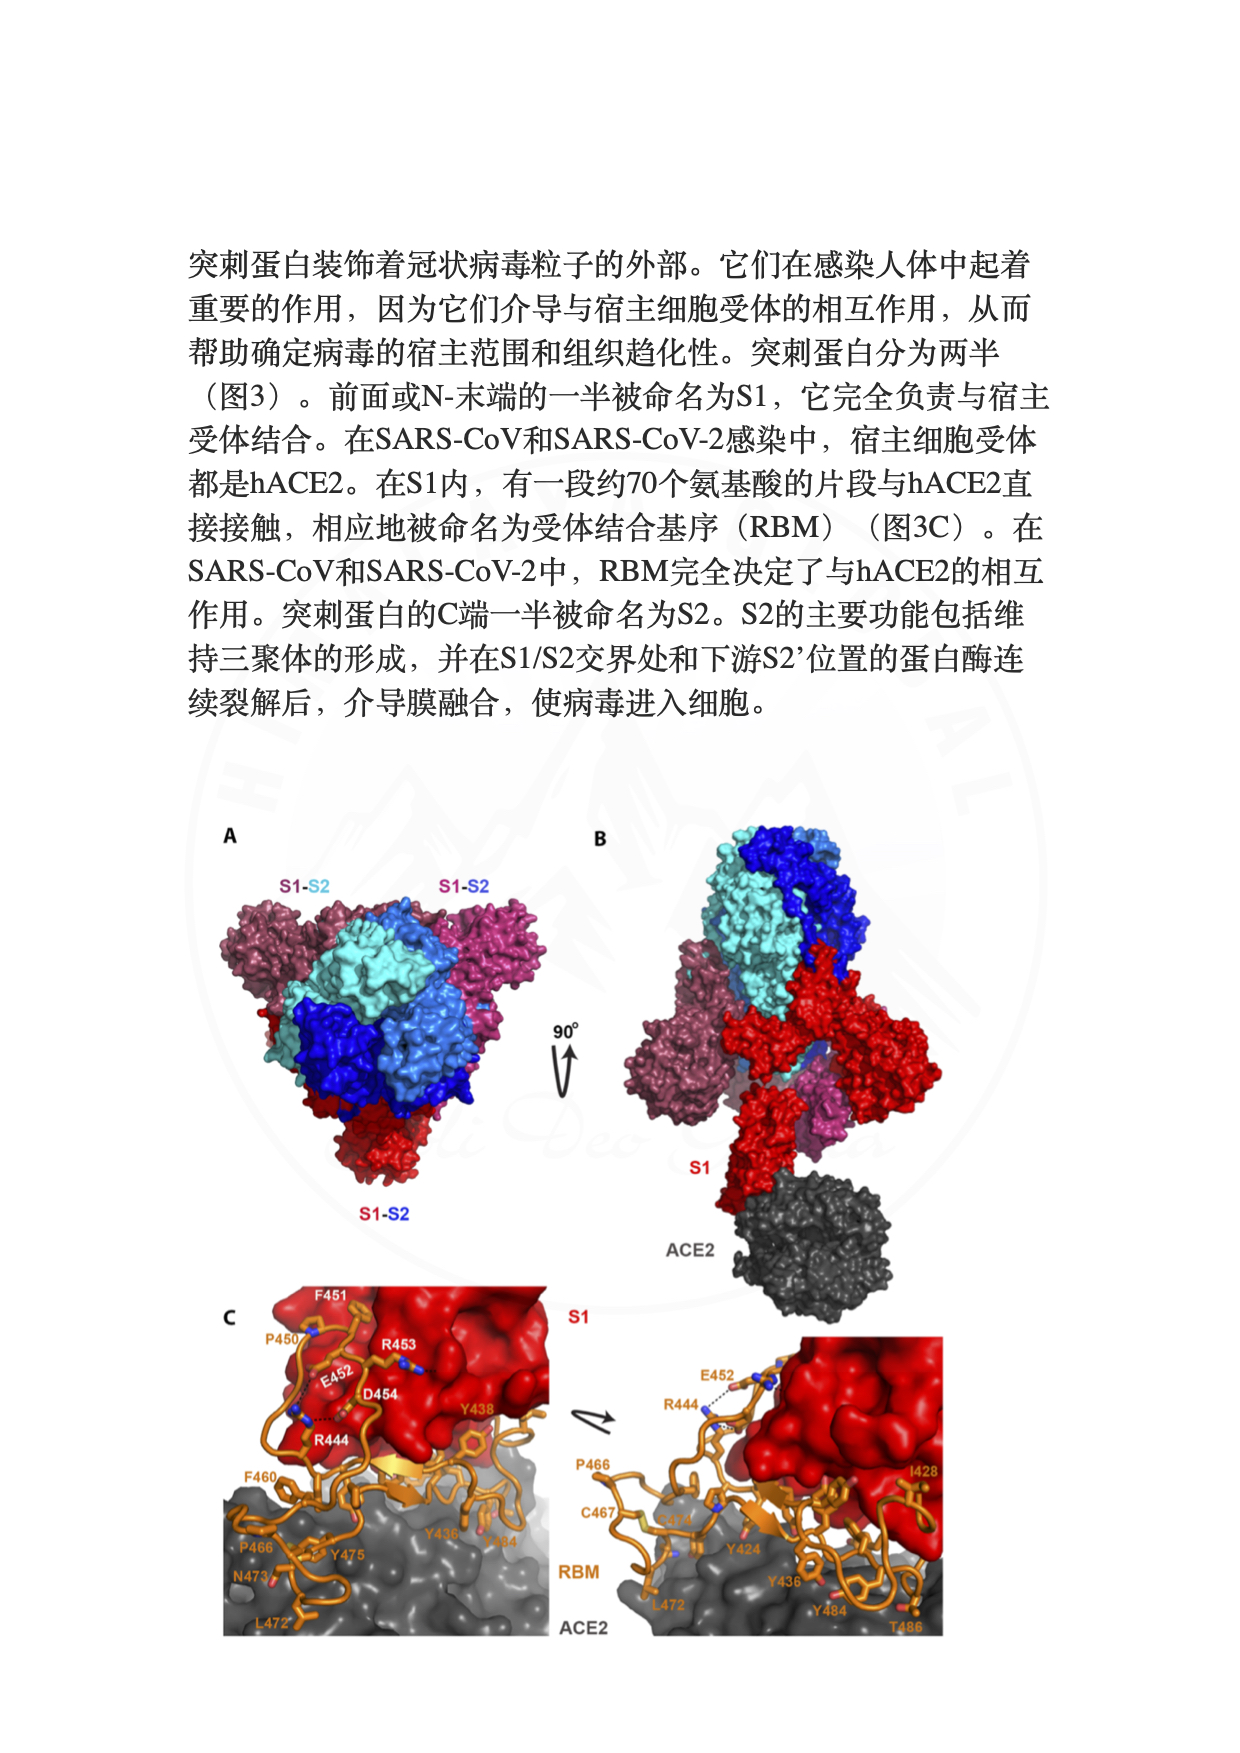 突刺蛋白装饰着冠状病毒粒子的外部。它们在感染人体中起着
重要的作用，因为它们介导与宿主细胞受体的相互作用，从而
帮助确定病毒的宿主范围和组织趋化性。突刺蛋白分为两半
（图3）。前面或N-末端的一半被命名为S1，它完全负责与宿主
受体结合。在SARS-CoV和SARS-CoV-2感染中，宿主细胞受体
都是hACE2。在S1内，有一段约70个氨基酸的片段与hACE2直
接接触，相应地被命名为受体结合基序（RBM）（图3C）。在
SARS-CoV和SARS-CoV-2中，RBM完全决定了与hACE2的相互
作用。突刺蛋白的C端一半被命名为S2。S2的主要功能包括维
持三聚体的形成，并在S1/S2交界处和下游S2’位置的蛋白酶连
续裂解后，介导膜融合，使病毒进入细胞。
A
S1-S2
S1-S2
S1-S2
90°
B
S1
ACE2
C
F451
P450
R453
E452
D454
Y438
R444
F460
Y436
Y484
P466
Y475
N473
L472
S1
RBM
ACE2
E452
R444
P466
I428
C467
Y424
Y436
L472
Y484
T486